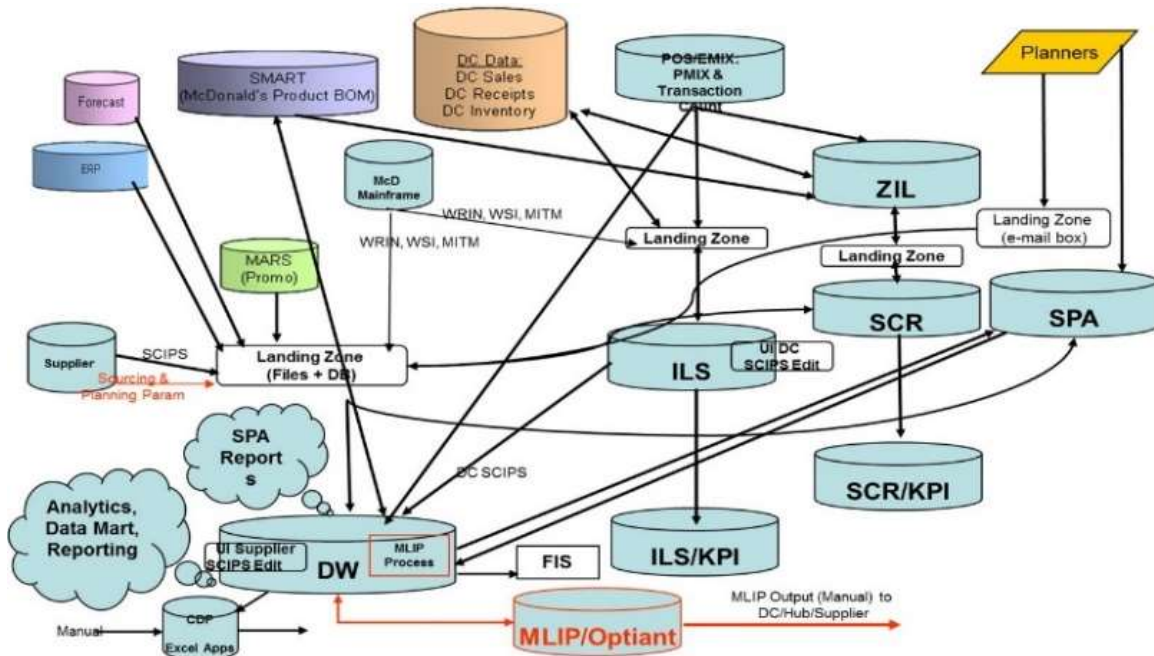 Forecast
SMART
(McDonald's Product BOM)
DC Data:
DC Sales
DC Receipts
DC Inventory
POS/EMIX:
PMIX &
Transaction
Count
Planners
ERP
McD
Mainframe
ZIL
WRIN, WSI, MITM
WRIN, WSI, MITM
Landing Zone
Landing Zone
(e-mail box)
Landing Zone
MARS
(Promo)
SCR
SPA
Supplier
SCIPS
Sourcing &
Planning Param
Landing Zone
(Files + DB)
ILS
UI DC
SCIPS Edit
SPA
Report
s
DC SCIPS
SCR/KPI
Analytics,
Data Mart,
Reporting
UI Supplier
SCIPS Edit
DW
MLIP
Process
FIS
ILS/KPI
Manual
CDP
Excel Apps
MLIP/Optiant
MLIP Output (Manual) to
DC/Hub/Supplier